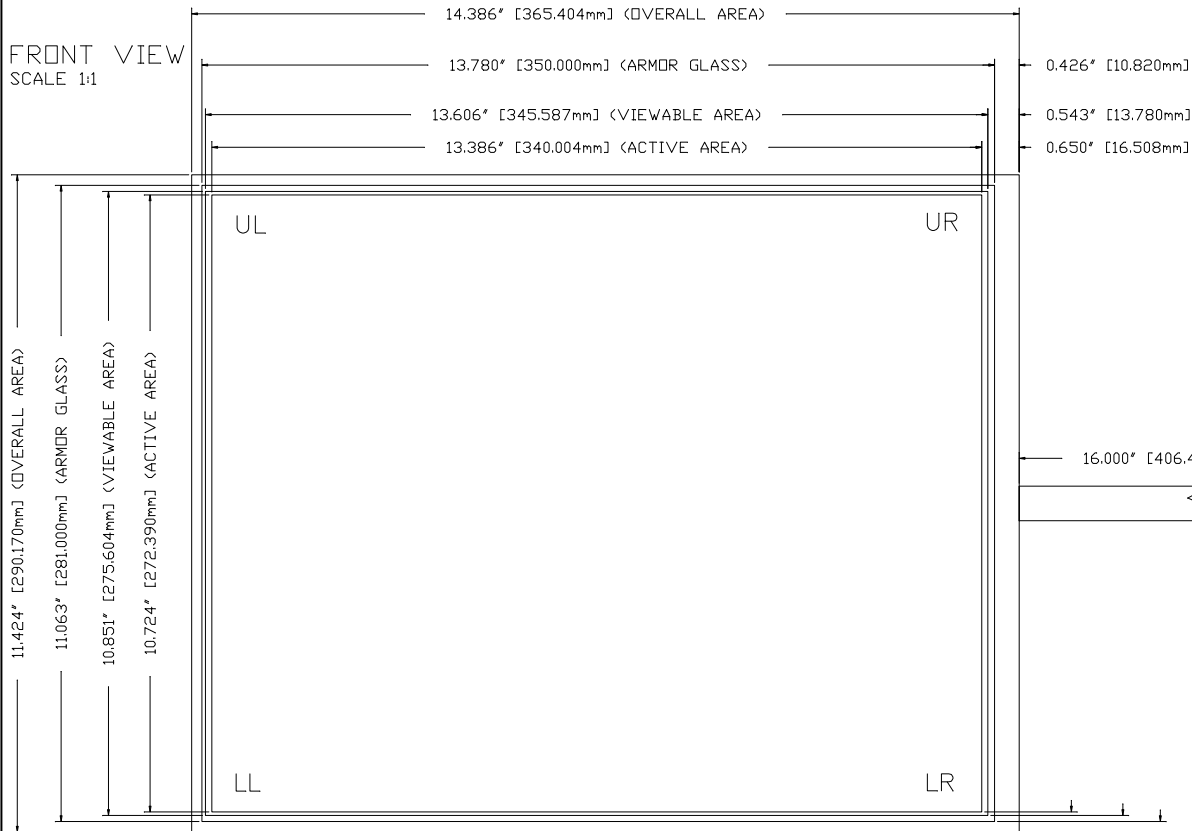 14.386" [365.404mm] (OVERALL AREA)
FRONT VIEW
SCALE 1:1
13.780" [350.000mm] (ARMOR GLASS)
0.426" [10.820mm]
13.606" [345.587mm] (VIEWABLE AREA)
0.543" [13.780mm]
13.386" [340.004mm] (ACTIVE AREA)
0.650" [16.508mm]
UL
UR
11.424" [290.170mm] (OVERALL AREA)
11.063" [281.000mm] (ARMOR GLASS)
10.851" [275.604mm] (VIEWABLE AREA)
10.724" [272.390mm] (ACTIVE AREA)
16.000" [406.4
LL
LR